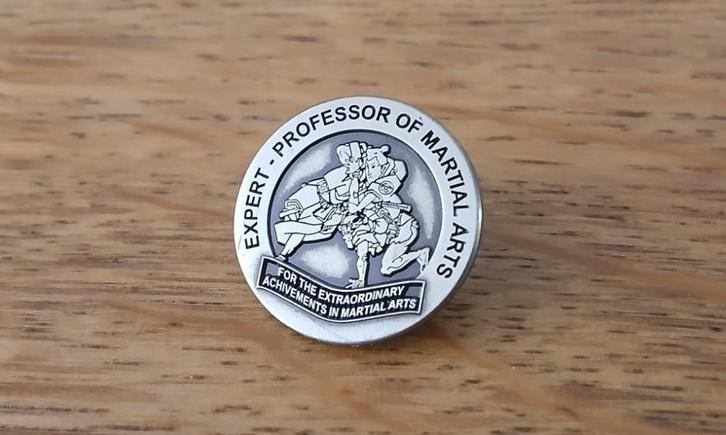 EXPERT - PROFESSOR OF MARTIAL ARTS
FOR THE EXTRAORDINARY
ACHIVEMENTS IN MARTIAL ARTS